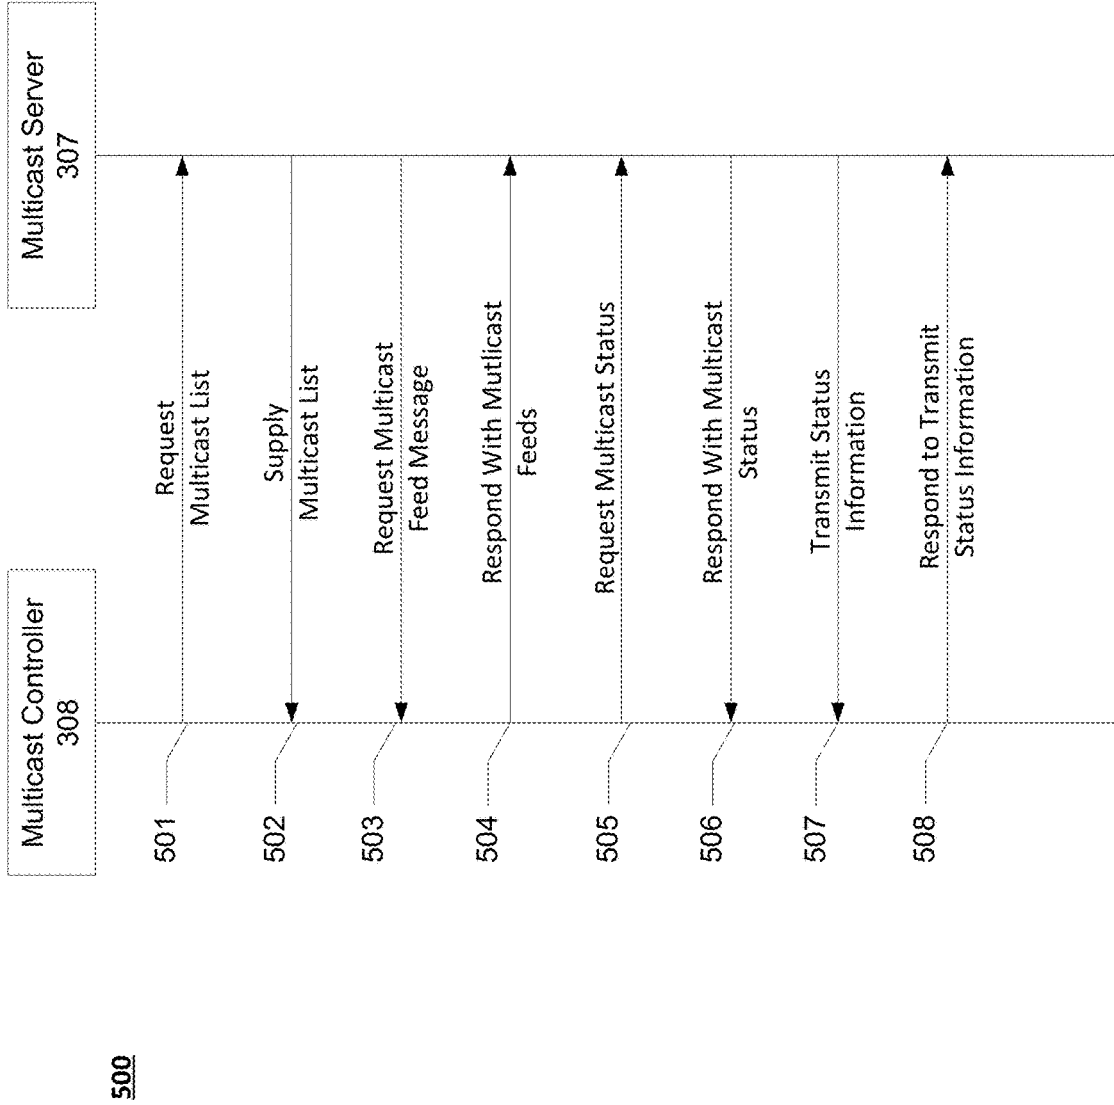 500
Multicast Controller
308
Multicast Server
307
501
Request
Multicast List
502
Supply
Multicast List
503
Request Multicast
Feed Message
504
Respond With Mutlicast
Feeds
505
Request Multicast Status
506
Respond With Multicast
Status
507
Transmit Status
Information
508
Respond to Transmit
Status Information